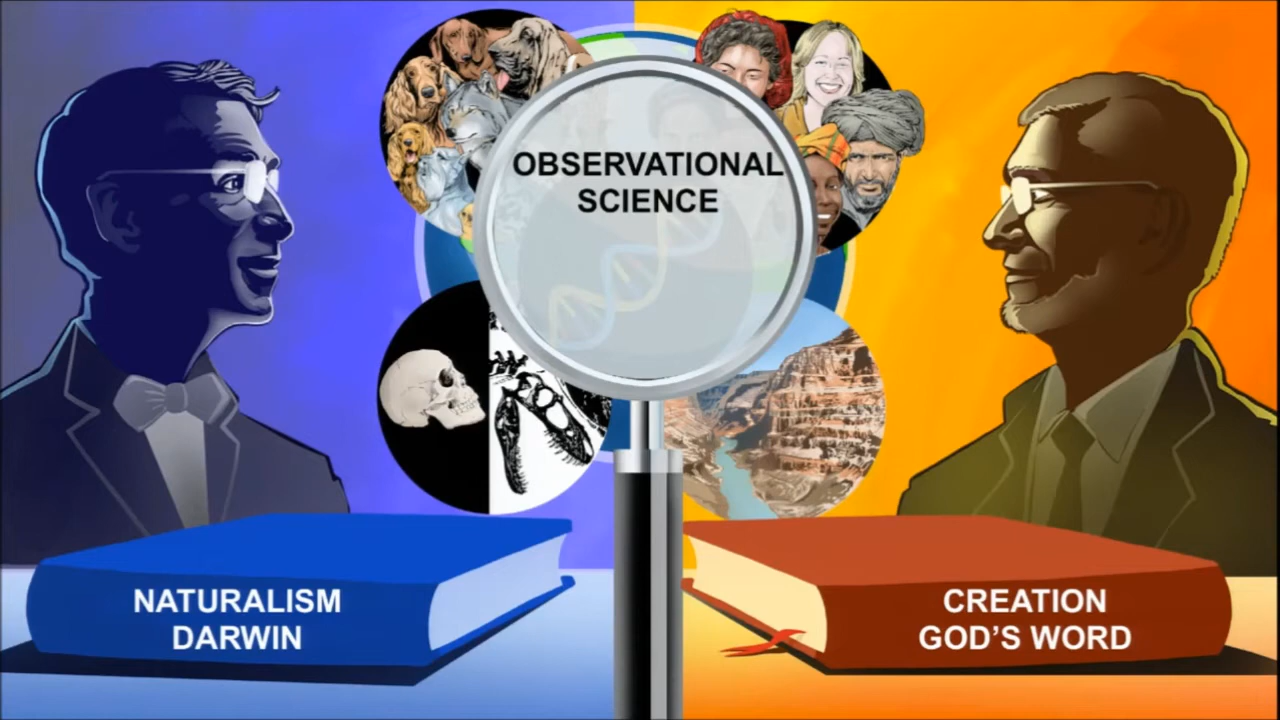 OBSERVATIONAL
SCIENCE
NATURALISM
DARWIN
CREATION
GOD'S WORD